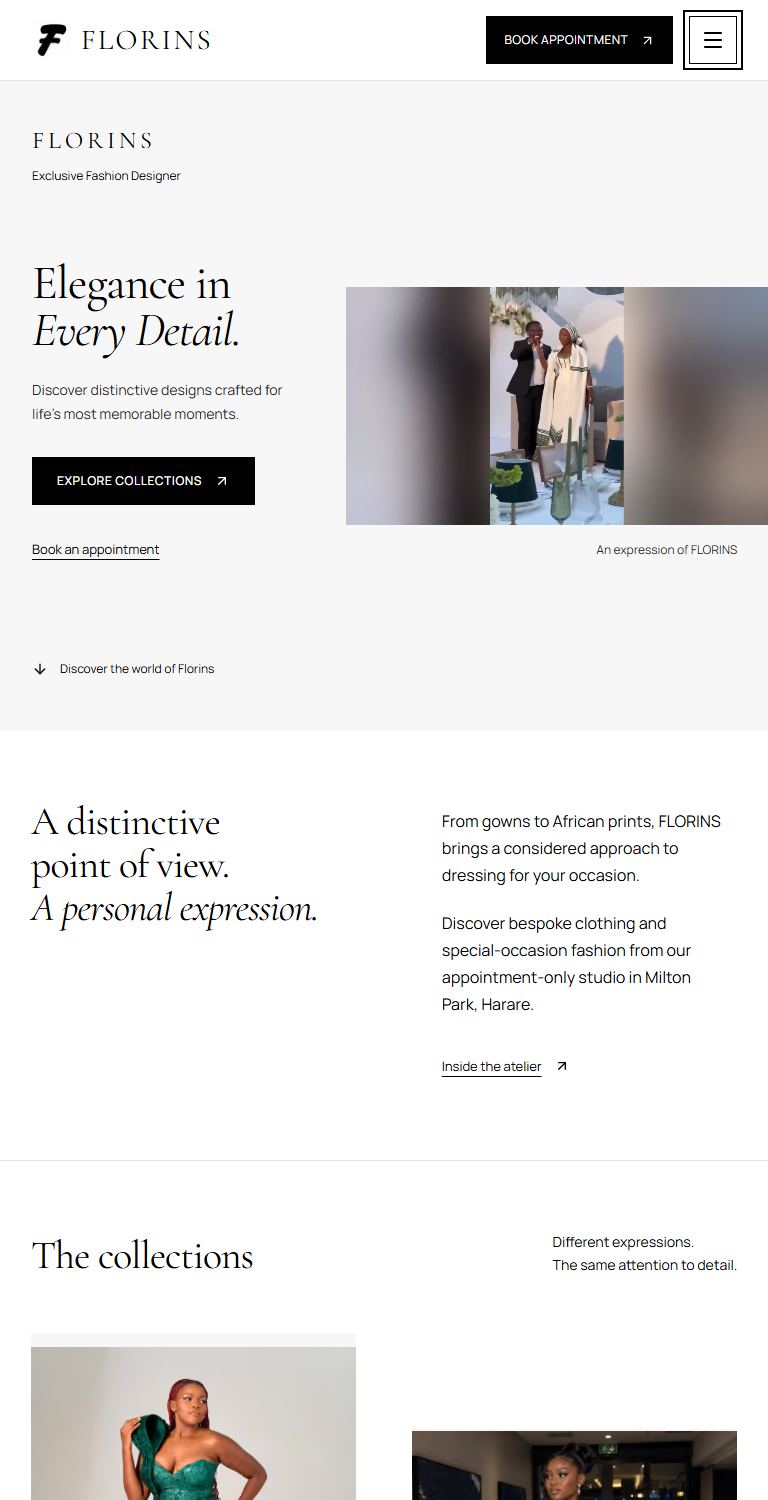 FLORINS
BOOK APPOINTMENT
FLORINS
Exclusive Fashion Designer
Elegance in
Every Detail.
Discover distinctive designs crafted for
life's most memorable moments.
EXPLORE COLLECTIONS
Book an appointment
An expression of FLORINS
Discover the world of Florins
A distinctive
point of view.
A personal expression.
From gowns to African prints, FLORINS
brings a considered approach to
dressing for your occasion.
Discover bespoke clothing and
special-occasion fashion from our
appointment-only studio in Milton
Park, Harare.
Inside the atelier
The collections
Different expressions.
The same attention to detail.